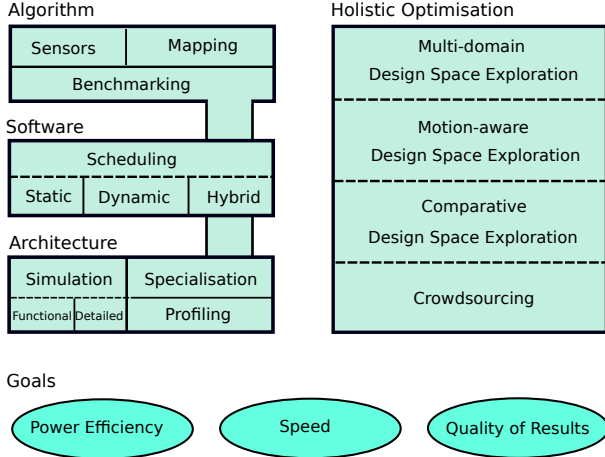 Algorithm
Sensors
Mapping
Benchmarking
Software
Scheduling
Static
Dynamic
Hybrid
Architecture
Simulation
Specialisation
Functional
Detailed
Profiling
Holistic Optimisation
Multi-domain
Design Space Exploration
Motion-aware
Design Space Exploration
Comparative
Design Space Exploration
Crowdsourcing
Goals
Power Efficiency
Speed
Quality of Results